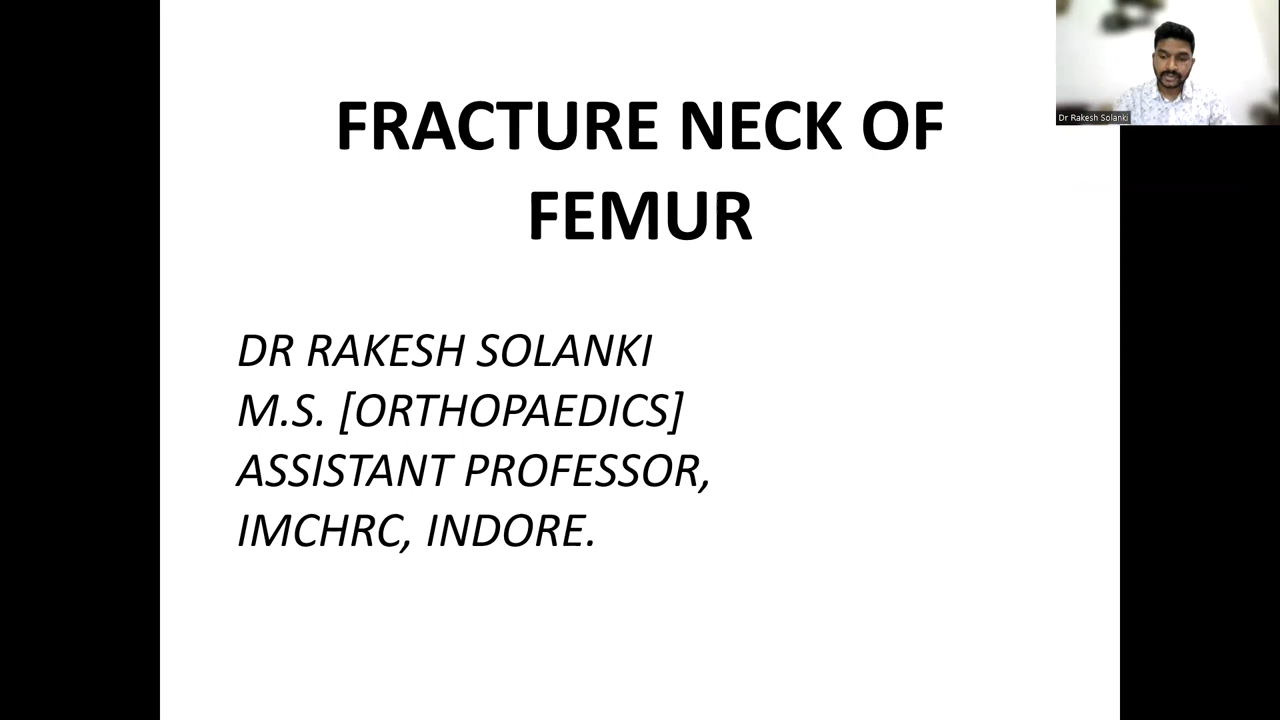 FRACTURE NECK OF
FEMUR
DR RAKESH SOLANKI
M.S. [ORTHOPAEDICS]
ASSISTANT PROFESSOR,
IMCHRC, INDORE.
Dr Rakesh Solanki